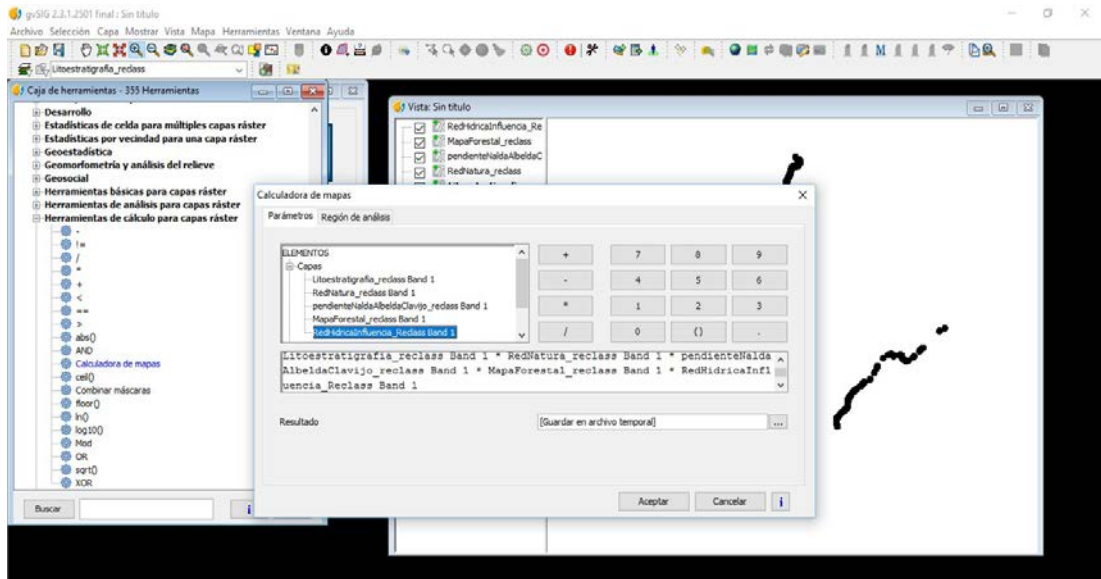 gvSIG 2.3.1.2501 final : Sin título
Archivo Selección Capa Mostrar Vista Mapa Herramientas Ventana Ayuda
Litoestratigrafia_reclass
Caja de herramientas - 355 Herramientas
Desarrollo
Estadísticas de celda para múltiples capas ráster
Estadísticas por vecindad para una capa ráster
Geoestadística
Geomorfometría y análisis del relieve
Geosocial
Herramientas básicas para capas ráster
Herramientas de análisis para capas ráster
Herramientas de cálculo para capas ráster
-
!=
/
*
+
<
==
>
abs()
AND
Calculadora de mapas
ceil()
Combinar máscaras
floor()
ln()
log10()
Mod
OR
sqrt()
XOR
Buscar
i
Vista: Sin título
RedHidricaInfluencia_Re
MapaForestal_reclass
pendienteNaldaAlbeldaC
RedNatura_reclass
Calculadora de mapas
Parámetros Región de análisis
ELEMENTOS
Capas
Litoestratigrafia_reclass Band 1
RedNatura_reclass Band 1
pendienteNaldaAlbeldaClavijo_reclass Band 1
MapaForestal_reclass Band 1
RedHidricaInfluencia_Reclass Band 1
+ 7 8 9
- 4 5 6
* 1 2 3
/ 0 () .
Litoestratigrafia_reclass Band 1 * RedNatura_reclass Band 1 * pendienteNalda
AlbeldaClavijo_reclass Band 1 * MapaForestal_reclass Band 1 * RedHidricaInfl
uencia_Reclass Band 1
Resultado
[Guardar en archivo temporal]
...
Aceptar Cancelar i